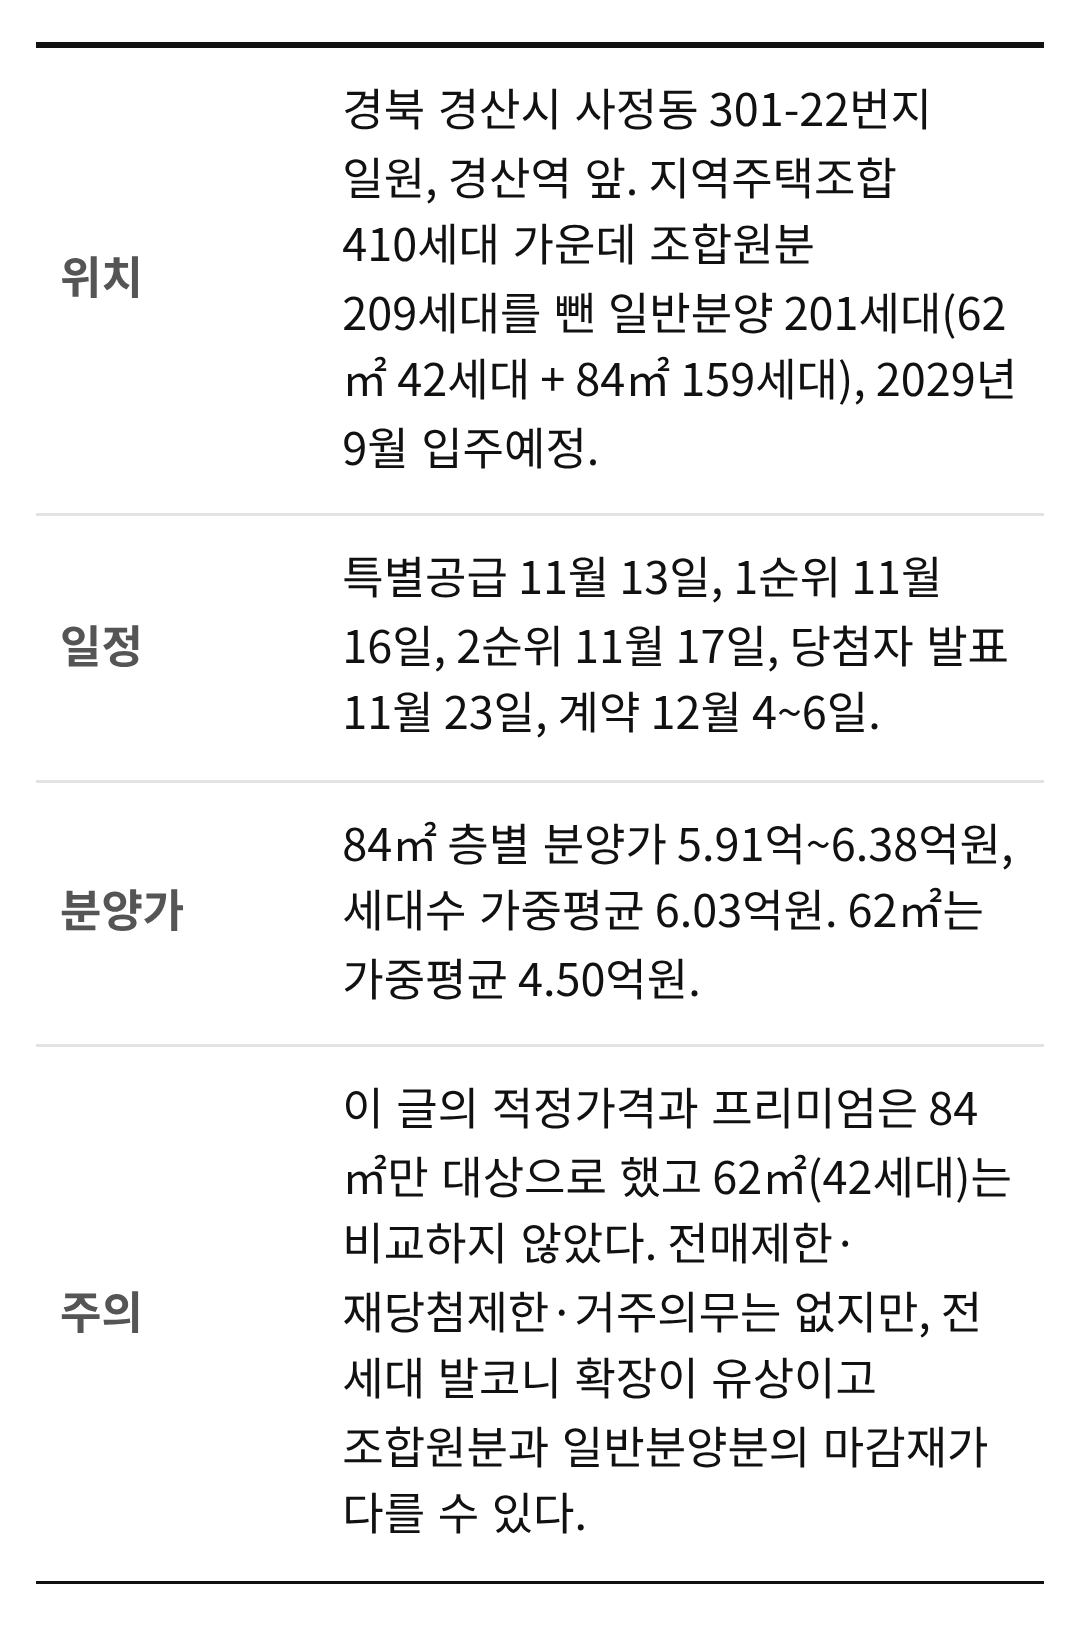 위치
경북 경산시 사정동 301-22번지
일원, 경산역 앞. 지역주택조합
410세대 가운데 조합원분
209세대를 뺀 일반분양 201세대(62
㎡ 42세대 + 84㎡ 159세대), 2029년
9월 입주예정.
일정
특별공급 11월 13일, 1순위 11월
16일, 2순위 11월 17일, 당첨자 발표
11월 23일, 계약 12월 4~6일.
분양가
84㎡ 층별 분양가 5.91억~6.38억원,
세대수 가중평균 6.03억원. 62㎡는
가중평균 4.50억원.
주의
이 글의 적정가격과 프리미엄은 84
㎡만 대상으로 했고 62㎡(42세대)는
비교하지 않았다. 전매제한·
재당첨제한·거주의무는 없지만, 전
세대 발코니 확장이 유상이고
조합원분과 일반분양분의 마감재가
다를 수 있다.